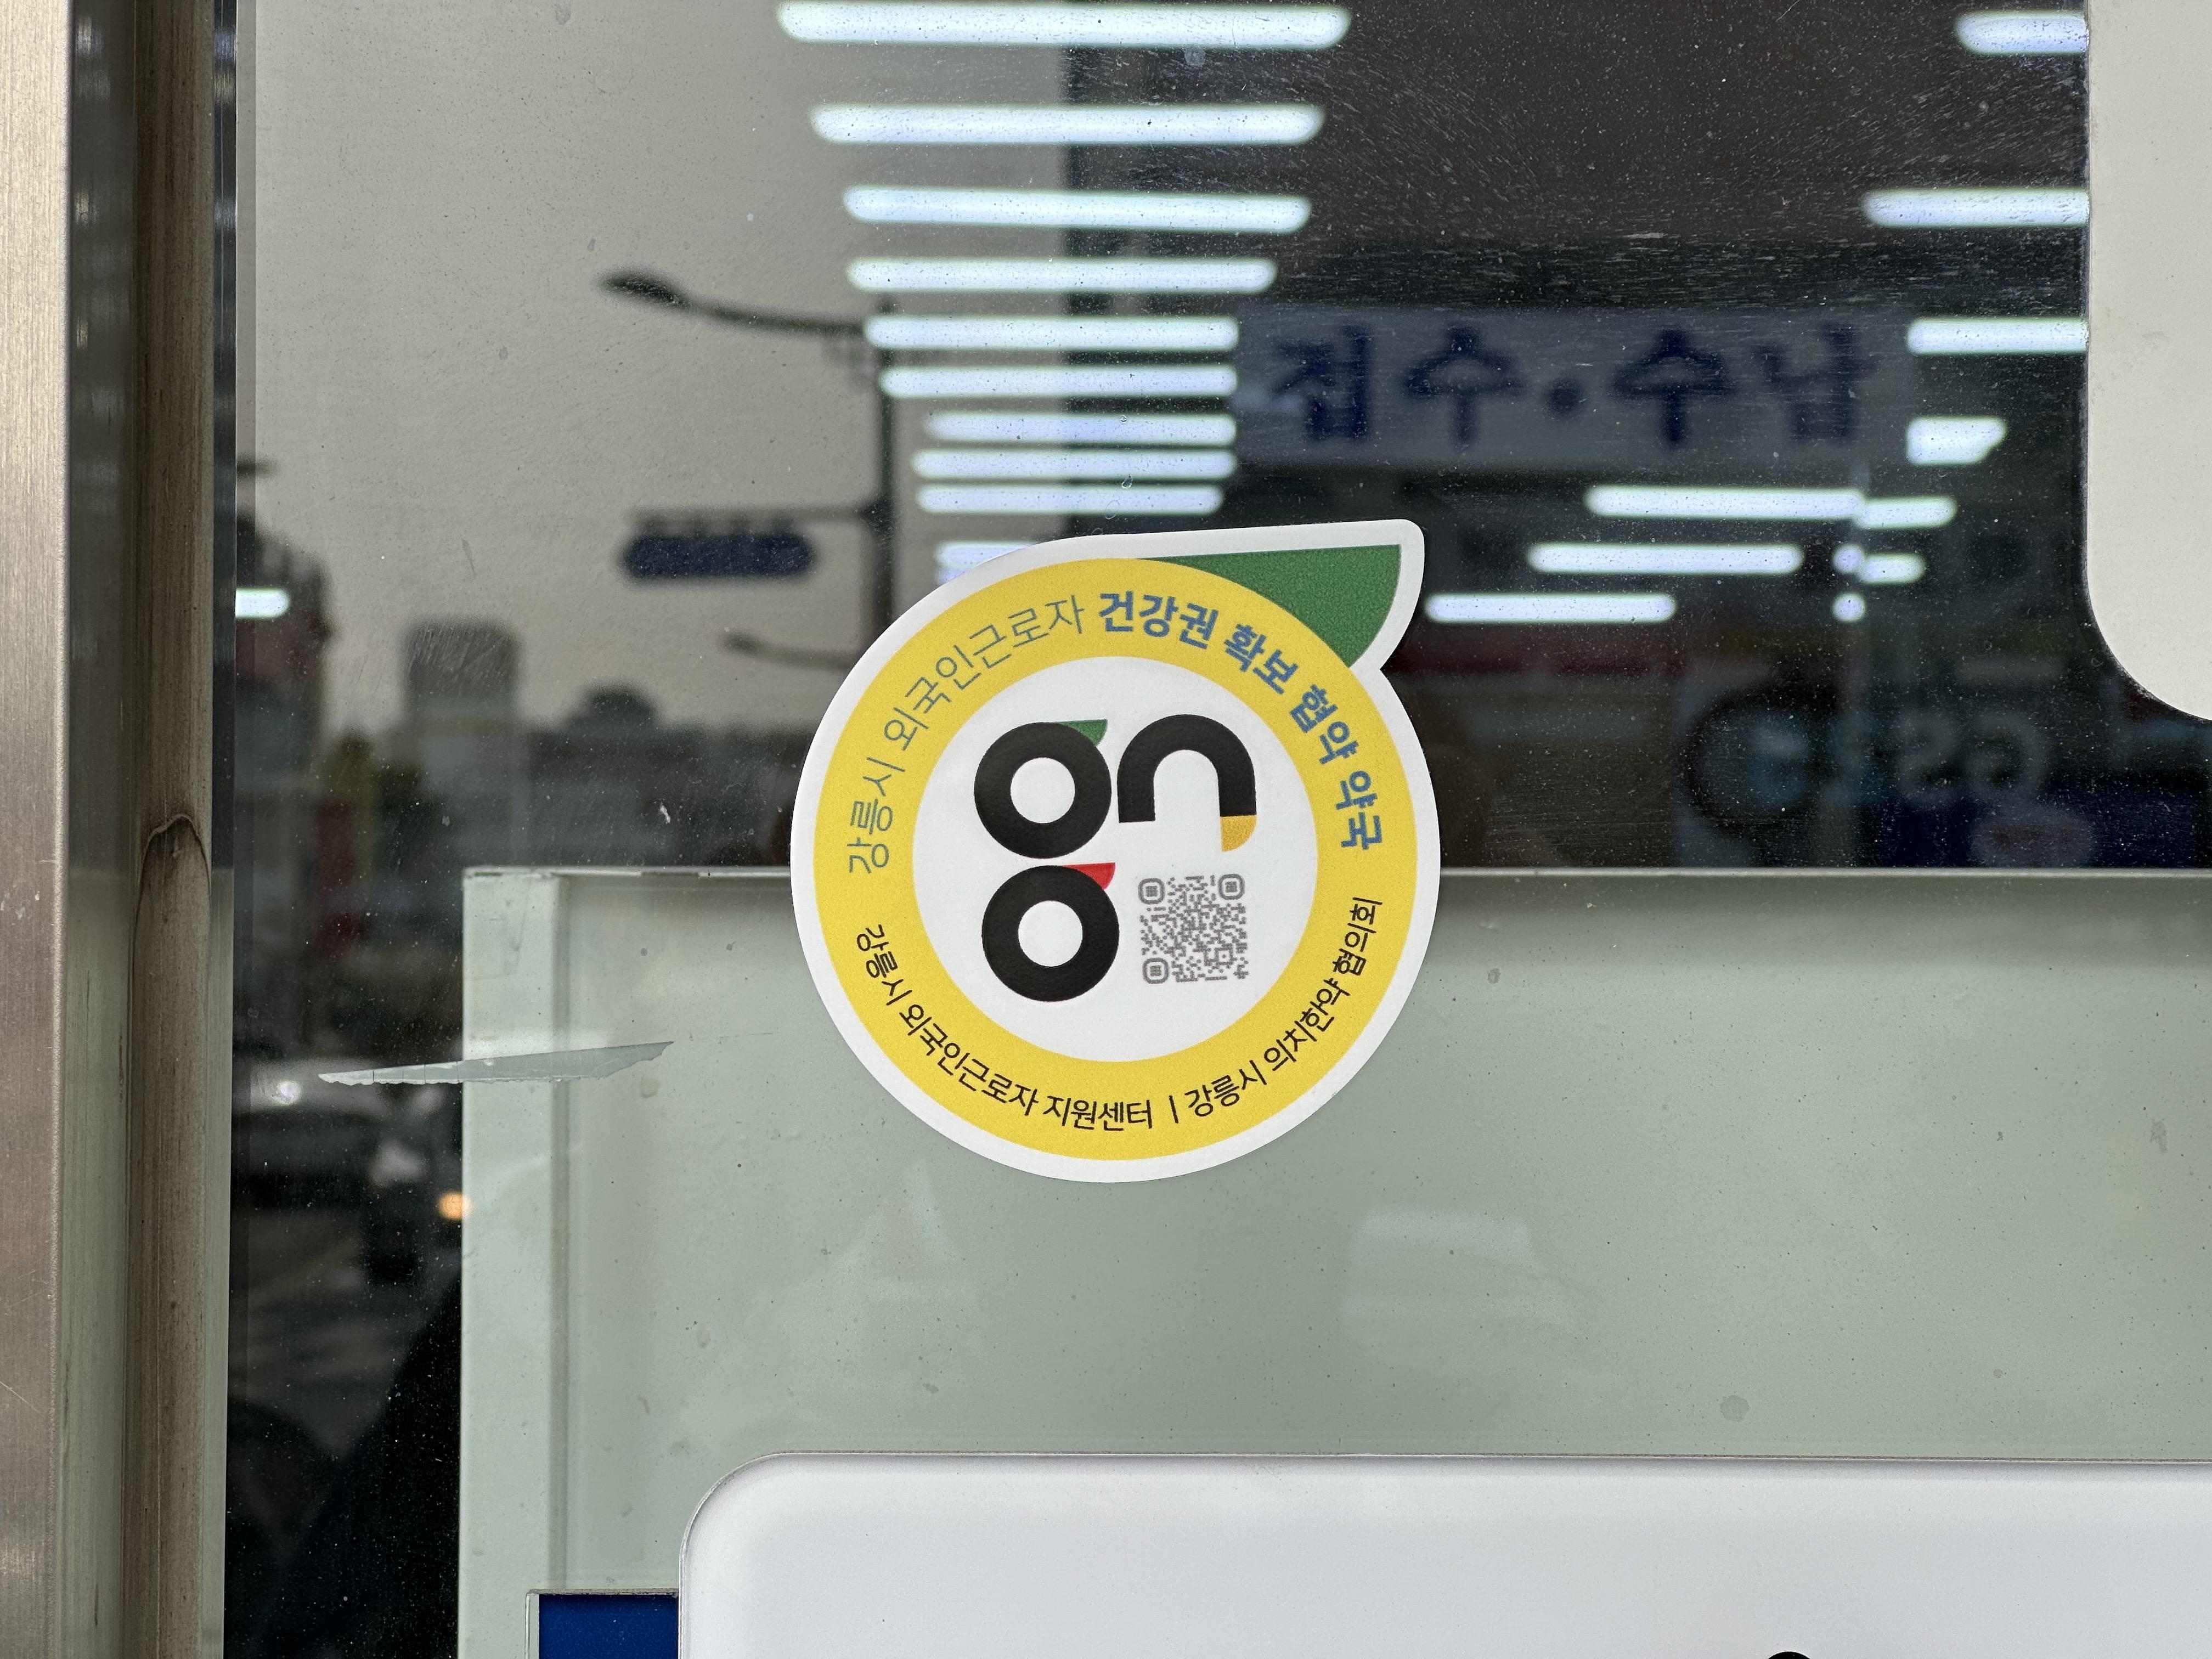 접수·수납
강릉시 외국인근로자 건강권 확보 협약 약국
강릉시 외국인근로자 지원센터 | 강릉시 의치한약 협의회